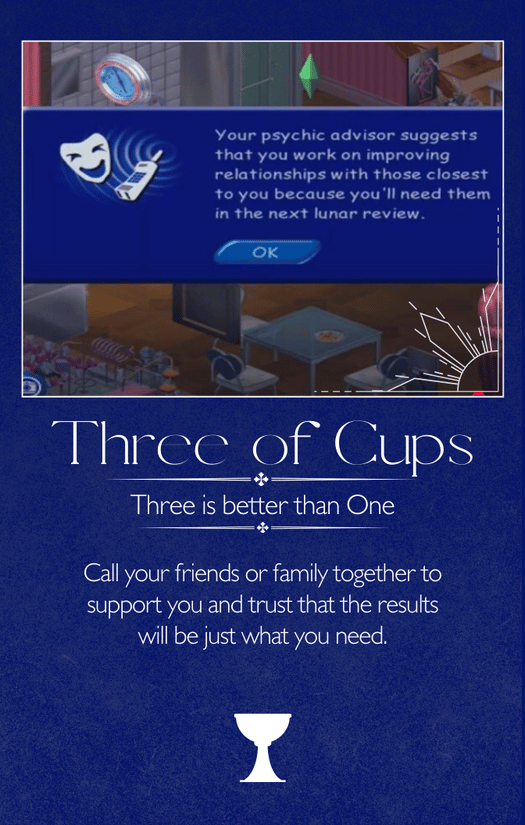 Your psychic advisor suggests
that you work on improving
relationships with those closest
to you because you'll need them
in the next lunar review.
OK
Three of Cups
Three is better than One
Call your friends or family together to
support you and trust that the results
will be just what you need.